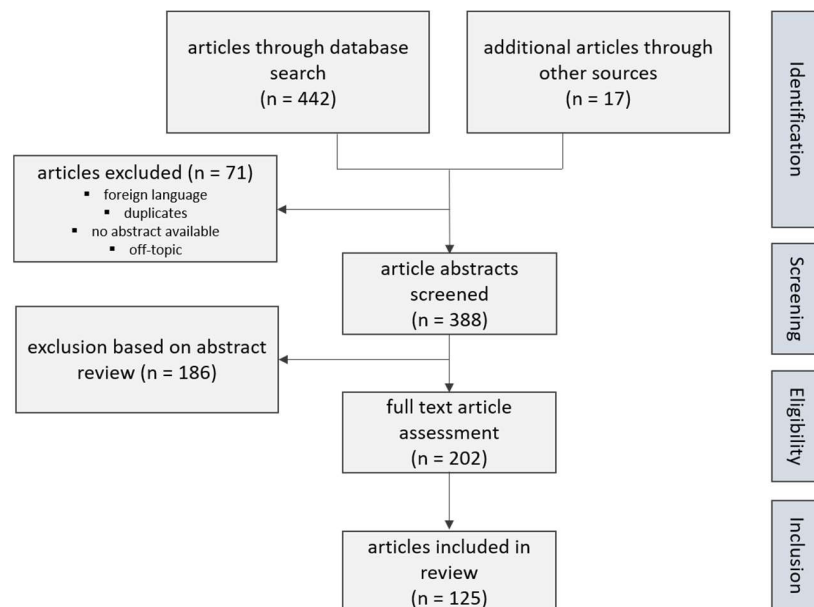 articles through database
search
(n = 442)
additional articles through
other sources
(n = 17)
Identification
articles excluded (n = 71)
▪ foreign language
▪ duplicates
▪ no abstract available
▪ off-topic
article abstracts
screened
(n = 388)
Screening
exclusion based on abstract
review (n = 186)
full text article
assessment
(n = 202)
Eligibility
articles included in
review
(n = 125)
Inclusion